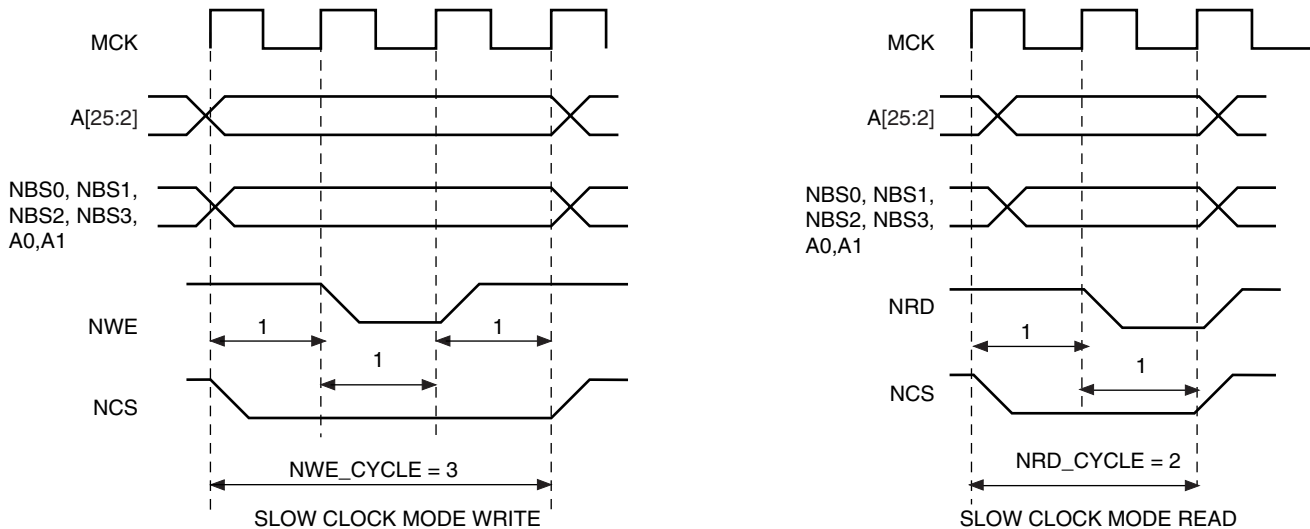 MCK
A[25:2]
NBS0, NBS1,
NBS2, NBS3,
A0,A1
NWE
1
1
1
NCS
NWE_CYCLE = 3
SLOW CLOCK MODE WRITE
MCK
A[25:2]
NBS0, NBS1,
NBS2, NBS3,
A0,A1
NRD
1
1
NCS
NRD_CYCLE = 2
SLOW CLOCK MODE READ